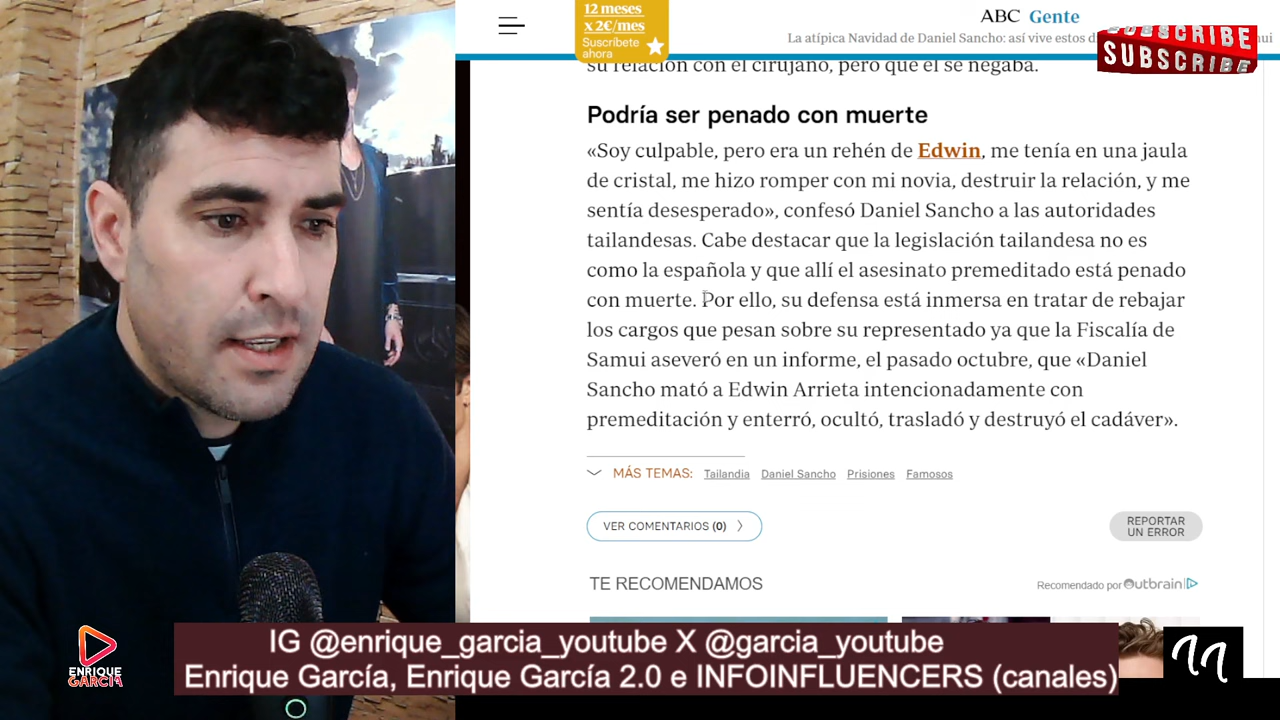 12 meses
x 2€/mes
Suscríbete
ahora
ABC Gente
La atípica Navidad de Daniel Sancho: así vive estos
SUBSCRIBE
SUBSCRIBE
su relación con el cirujano, pero que él se negaba.
Podría ser penado con muerte
«Soy culpable, pero era un rehén de Edwin, me tenía en una jaula
de cristal, me hizo romper con mi novia, destruir la relación, y me
sentía desesperado», confesó Daniel Sancho a las autoridades
tailandesas. Cabe destacar que la legislación tailandesa no es
como la española y que allí el asesinato premeditado está penado
con muerte. Por ello, su defensa está inmersa en tratar de rebajar
los cargos que pesan sobre su representado ya que la Fiscalía de
Samui aseveró en un informe, el pasado octubre, que «Daniel
Sancho mató a Edwin Arrieta intencionadamente con
premeditación y enterró, ocultó, trasladó y destruyó el cadáver».
MÁS TEMAS: Tailandia Daniel Sancho Prisiones Famosos
VER COMENTARIOS (0)
REPORTAR
UN ERROR
TE RECOMENDAMOS
Recomendado por Outbrain
IG @enrique_garcia_youtube X @garcia_youtube
Enrique García, Enrique García 2.0 e INFOINFLUENCERS (canales)
ENRIQUE
GARCÍA